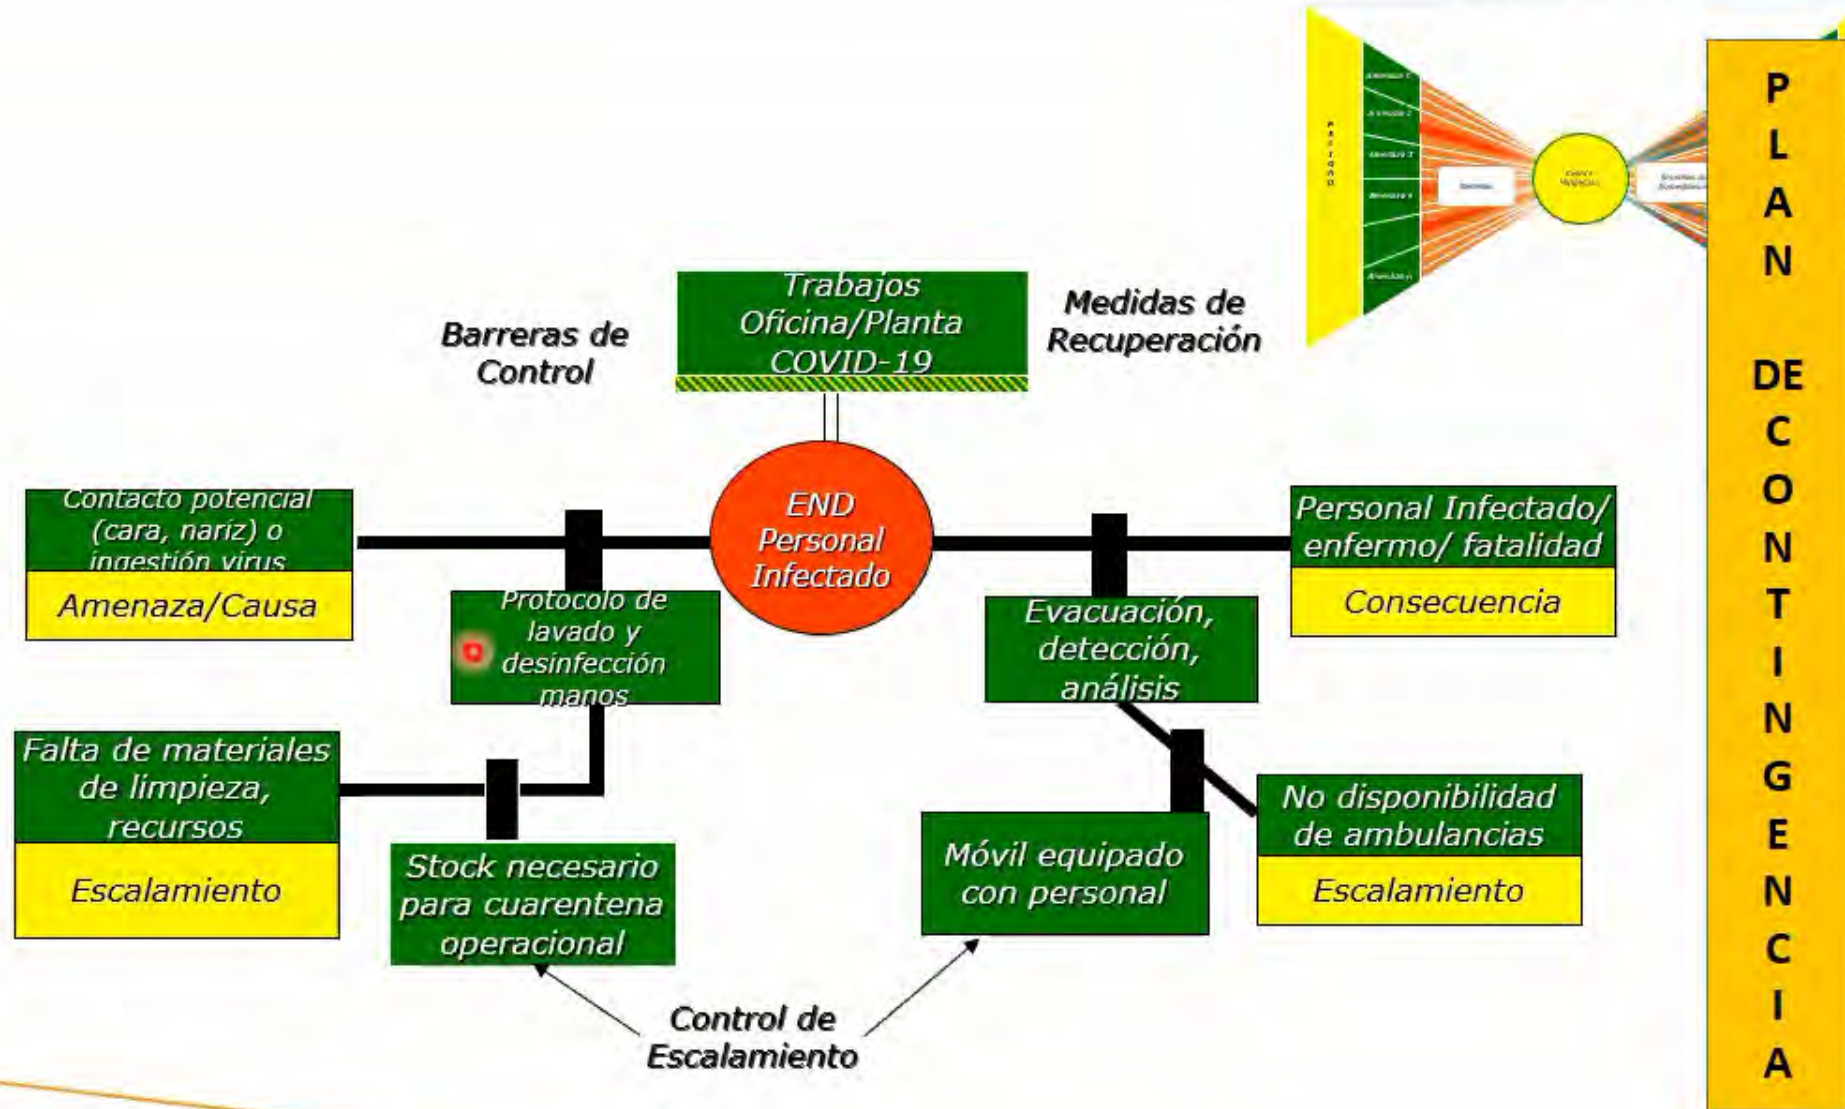 Trabajos
Oficina/Planta
COVID-19
Barreras de
Control
Medidas de
Recuperación
Contacto potencial
(cara, naríz) o
ingestión virus
Amenaza/Causa
END
Personal
Infectado
Personal Infectado/
enfermo/ fatalidad
Consecuencia
Protocolo de
lavado y
desinfección
manos
Evacuación,
detección,
análisis
Falta de materiales
de limpieza,
recursos
Escalamiento
Stock necesario
para cuarentena
operacional
Móvil equipado
con personal
No disponibilidad
de ambulancias
Escalamiento
Control de
Escalamiento
PLAN
DE
CONTINGENCIA